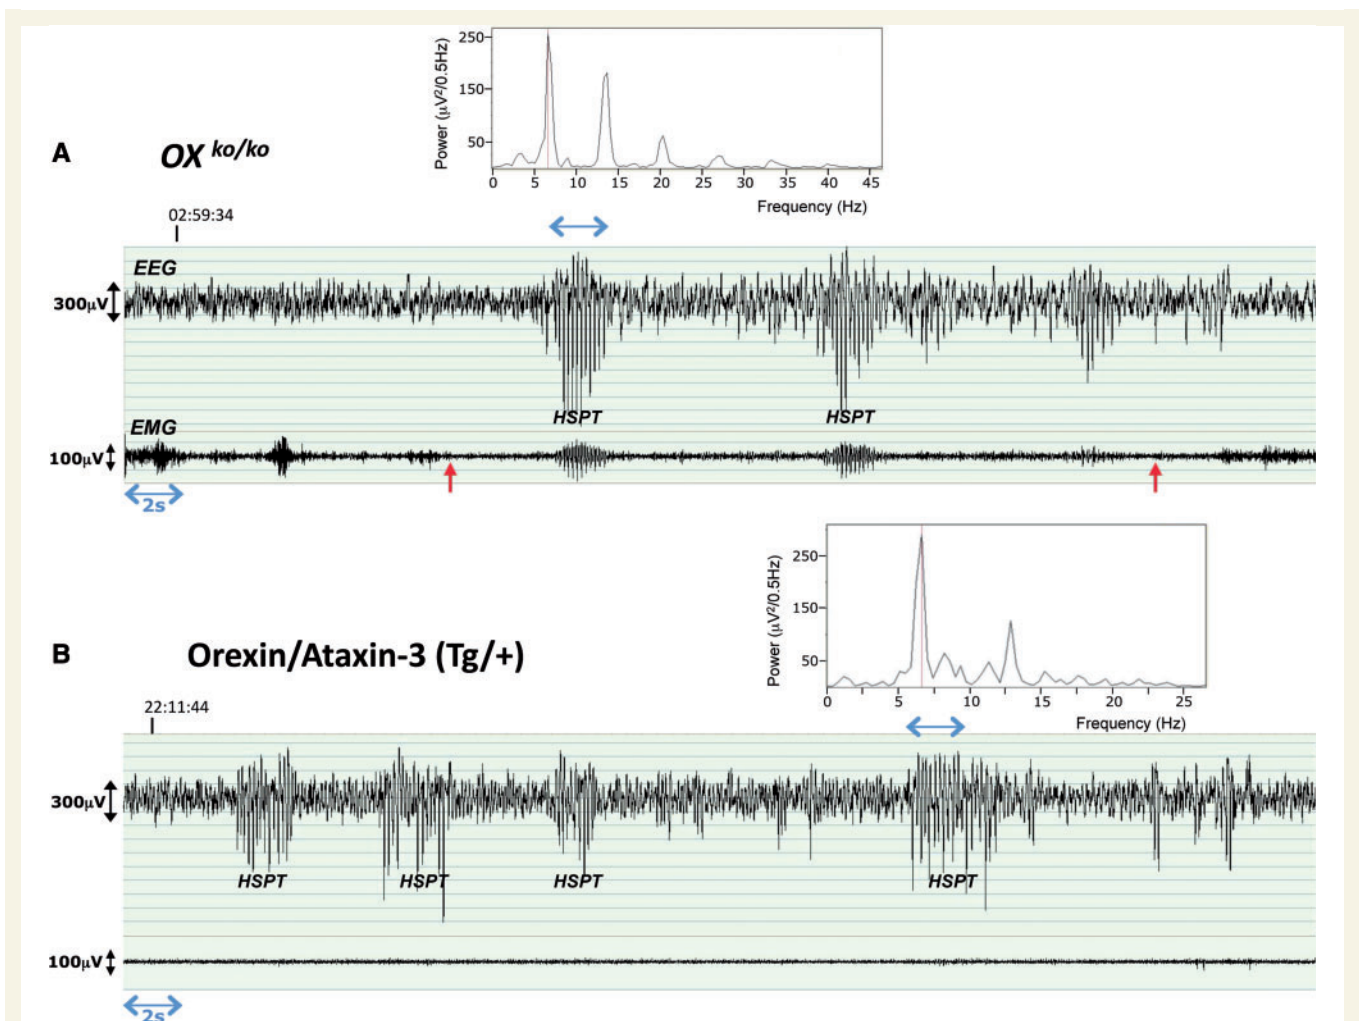 250
150
50
Power (μV²/0.5Hz)
0 5 10 15 20 25 30 35 40 45
Frequency (Hz)
A OX ko/ko
02:59:34
EEG
300μV
HSPT HSPT
EMG
100μV
2s
250
150
50
Power (μV²/0.5Hz)
0 5 10 15 20 25
Frequency (Hz)
B Orexin/Ataxin-3 (Tg/+)
22:11:44
300μV
HSPT HSPT HSPT HSPT
100μV
2s